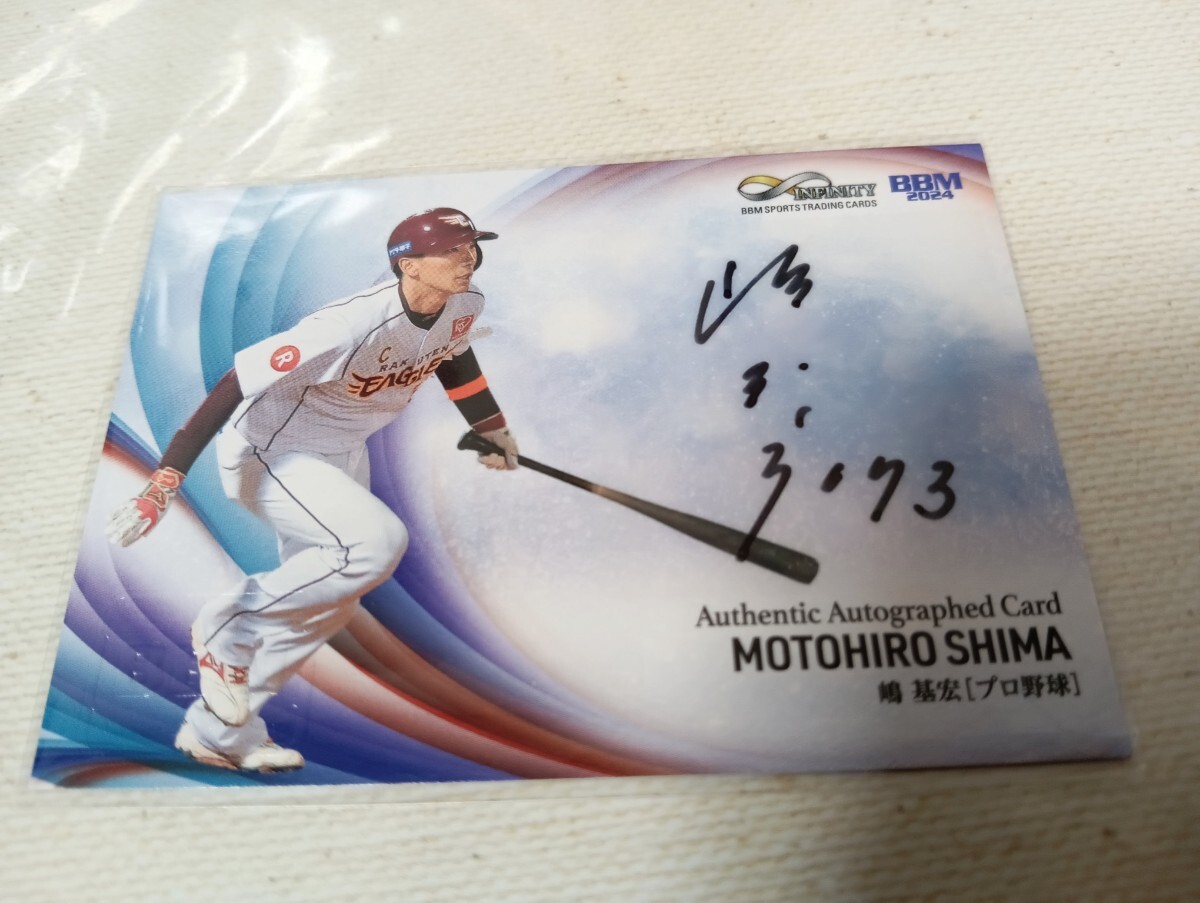 INFINITY
BBM SPORTS TRADING CARDS
BBM
2024
C
RAKUTEN
EAGLES
R
73
Authentic Autographed Card
MOTOHIRO SHIMA
嶋 基宏［プロ野球］